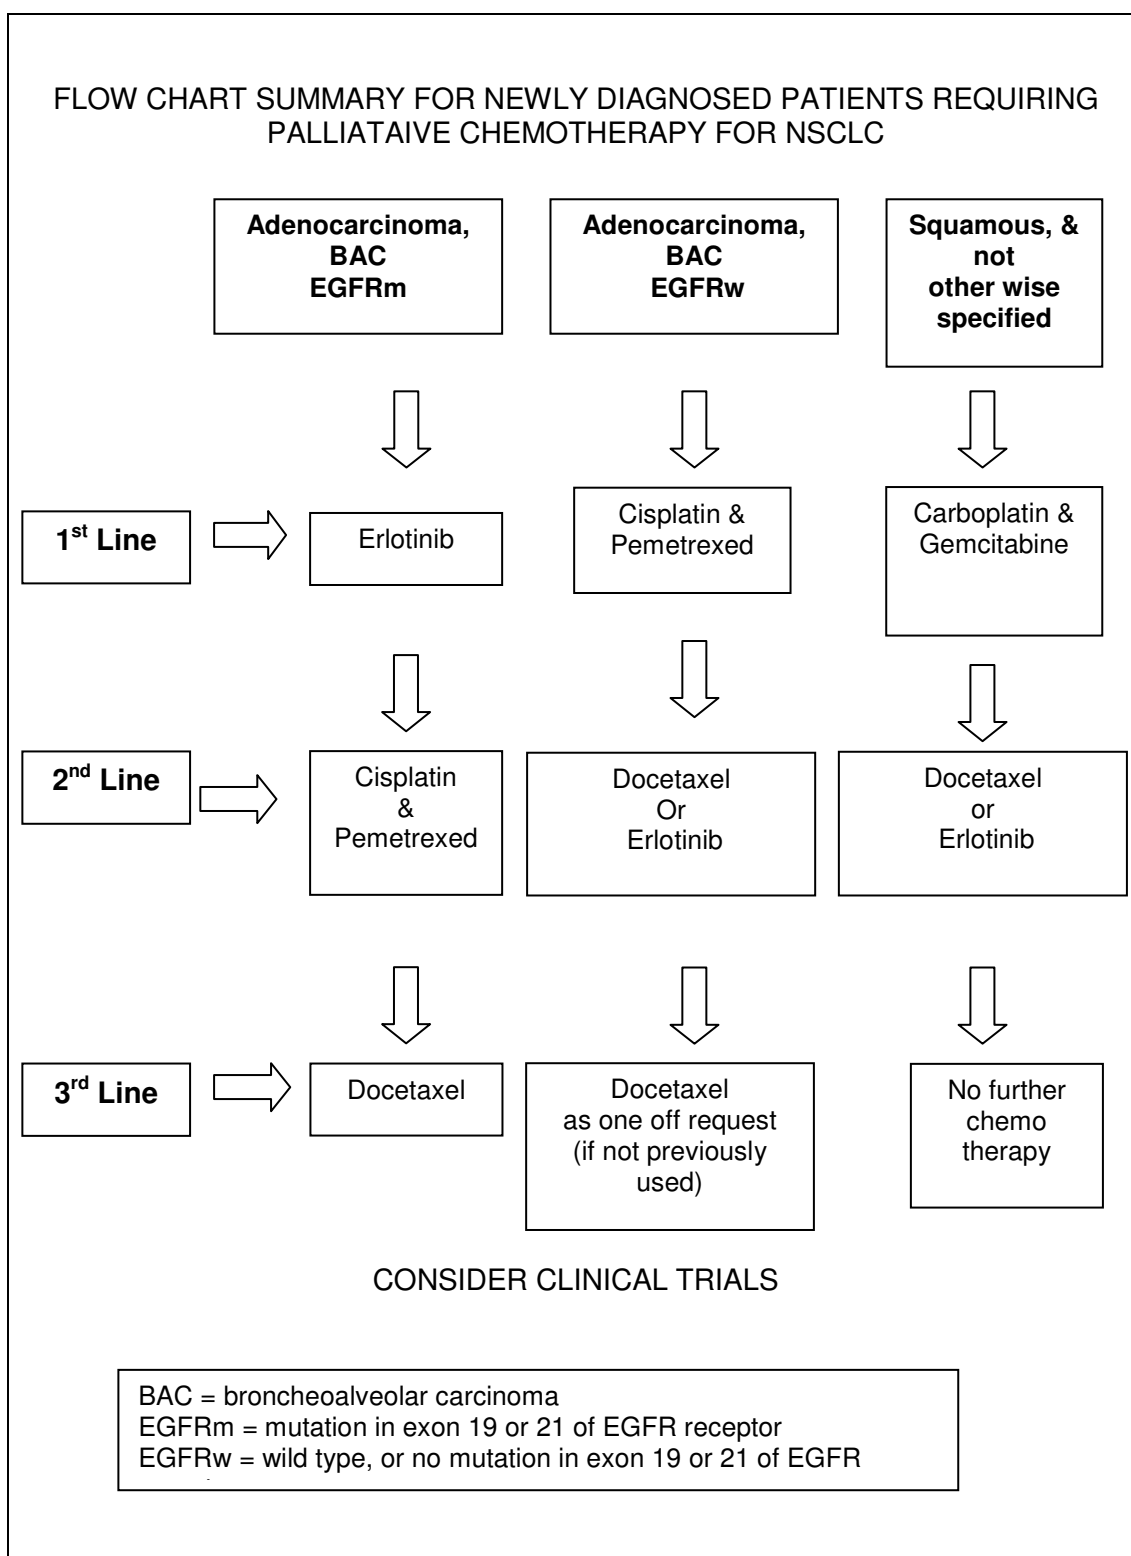 FLOW CHART SUMMARY FOR NEWLY DIAGNOSED PATIENTS REQUIRING
PALLIATAIVE CHEMOTHERAPY FOR NSCLC
Adenocarcinoma,
BAC
EGFRm
Adenocarcinoma,
BAC
EGFRw
Squamous, &
not
other wise
specified
1st Line
Erlotinib
Cisplatin &
Pemetrexed
Carboplatin &
Gemcitabine
2nd Line
Cisplatin
&
Pemetrexed
Docetaxel
Or
Erlotinib
Docetaxel
or
Erlotinib
3rd Line
Docetaxel
Docetaxel
as one off request
(if not previously
used)
No further
chemo
therapy
CONSIDER CLINICAL TRIALS
BAC = broncheoalveolar carcinoma
EGFRm = mutation in exon 19 or 21 of EGFR receptor
EGFRw = wild type, or no mutation in exon 19 or 21 of EGFR